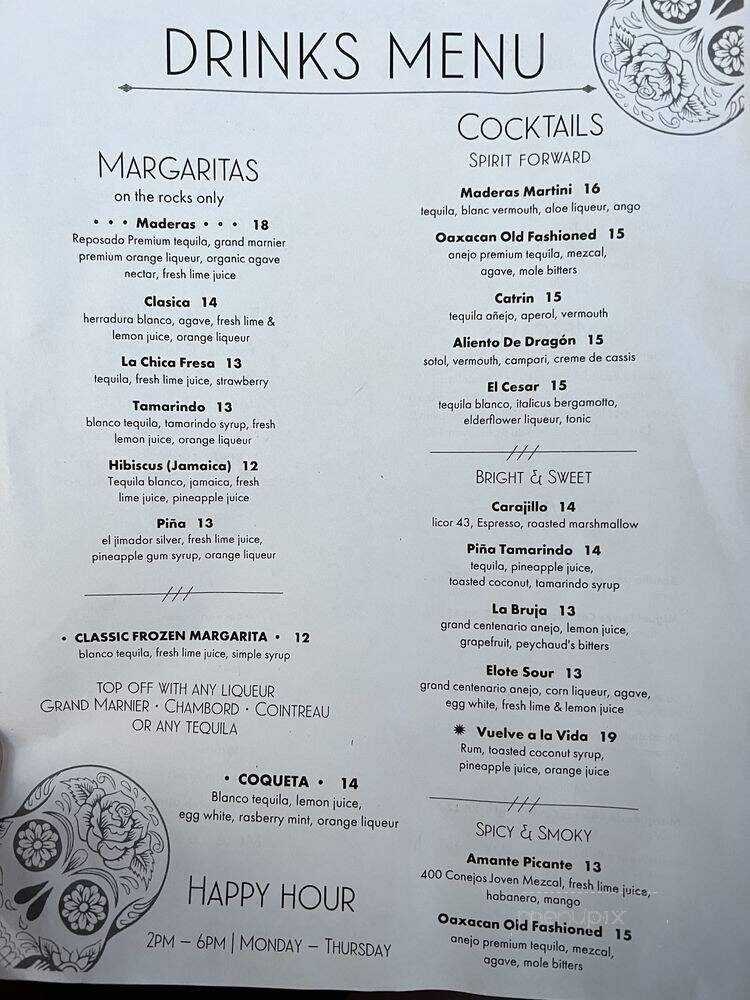 DRINKS MENU
MARGARITAS
on the rocks only
• • • Maderas • • • 18
Reposado Premium tequila, grand marnier
premium orange liqueur, organic agave
nectar, fresh lime juice
Clasica 14
herradura blanco, agave, fresh lime &
lemon juice, orange liqueur
La Chica Fresa 13
tequila, fresh lime juice, strawberry
Tamarindo 13
blanco tequila, tamarindo syrup, fresh
lemon juice, orange liqueur
Hibiscus (Jamaica) 12
Tequila blanco, jamaica, fresh
lime juice, pineapple juice
Piña 13
el jimador silver, fresh lime juice,
pineapple gum syrup, orange liqueur
• CLASSIC FROZEN MARGARITA • 12
blanco tequila, fresh lime juice, simple syrup
TOP OFF WITH ANY LIQUEUR
GRAND MARNIER • CHAMBORD • COINTREAU
OR ANY TEQUILA
• COQUETA • 14
Blanco tequila, lemon juice,
egg white, rasberry mint, orange liqueur
HAPPY HOUR
2PM – 6PM | MONDAY – THURSDAY
COCKTAILS
SPIRIT FORWARD
Maderas Martini 16
tequila, blanc vermouth, aloe liqueur, ango
Oaxacan Old Fashioned 15
anejo premium tequila, mezcal,
agave, mole bitters
Catrin 15
tequila añejo, aperol, vermouth
Aliento De Dragón 15
sotol, vermouth, campari, creme de cassis
El Cesar 15
tequila blanco, italicus bergamotto,
elderflower liqueur, tonic
BRIGHT & SWEET
Carajillo 14
licor 43, Espresso, roasted marshmallow
Piña Tamarindo 14
tequila, pineapple juice,
toasted coconut, tamarindo syrup
La Bruja 13
grand centenario anejo, lemon juice,
grapefruit, peychaud's bitters
Elote Sour 13
grand centenario anejo, corn liqueur, agave,
egg white, fresh lime & lemon juice
✷ Vuelve a la Vida 19
Rum, toasted coconut syrup,
pineapple juice, orange juice
SPICY & SMOKY
Amante Picante 13
400 Conejos Joven Mezcal, fresh lime juice,
habanero, mango
menupix
Oaxacan Old Fashioned 15
anejo premium tequila, mezcal,
agave, mole bitters